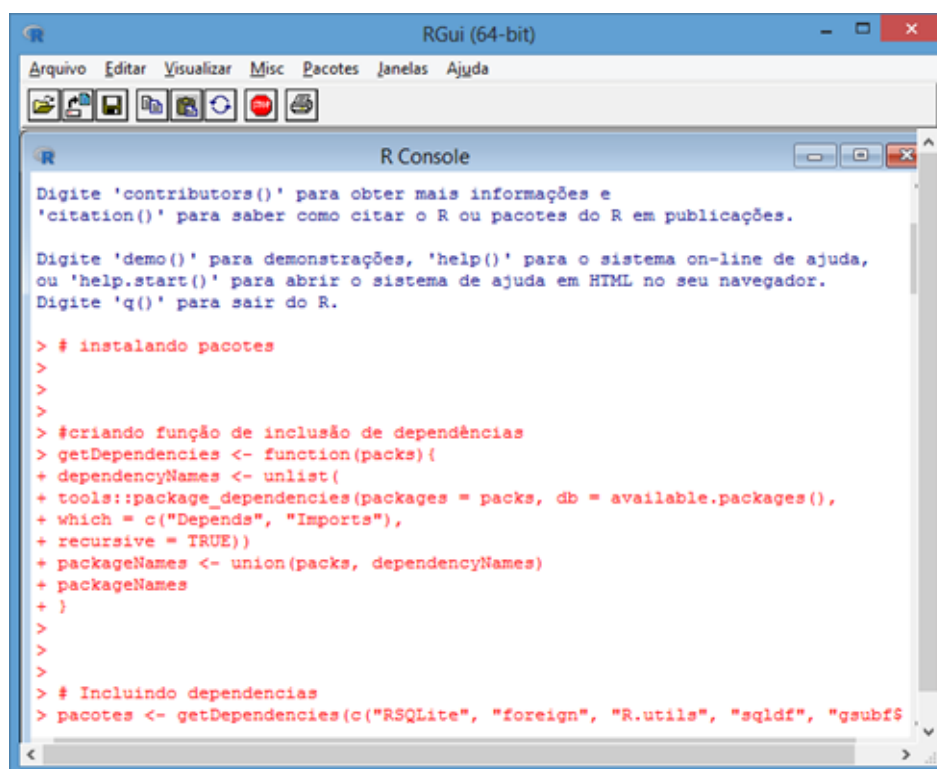 RGui (64-bit)
Arquivo Editar Visualizar Misc Pacotes Janelas Ajuda
STOP
R Console
Digite 'contributors()' para obter mais informações e
'citation()' para saber como citar o R ou pacotes do R em publicações.
Digite 'demo()' para demonstrações, 'help()' para o sistema on-line de ajuda,
ou 'help.start()' para abrir o sistema de ajuda em HTML no seu navegador.
Digite 'q()' para sair do R.
> # instalando pacotes
>
>
>
> #criando função de inclusão de dependências
> getDependencies <- function(packs){
+ dependencyNames <- unlist(
+ tools::package_dependencies(packages = packs, db = available.packages(),
+ which = c("Depends", "Imports"),
+ recursive = TRUE))
+ packageNames <- union(packs, dependencyNames)
+ packageNames
+ }
>
>
>
> # Incluindo dependencias
> pacotes <- getDependencies(c("RSQLite", "foreign", "R.utils", "sqldf", "gsubf$